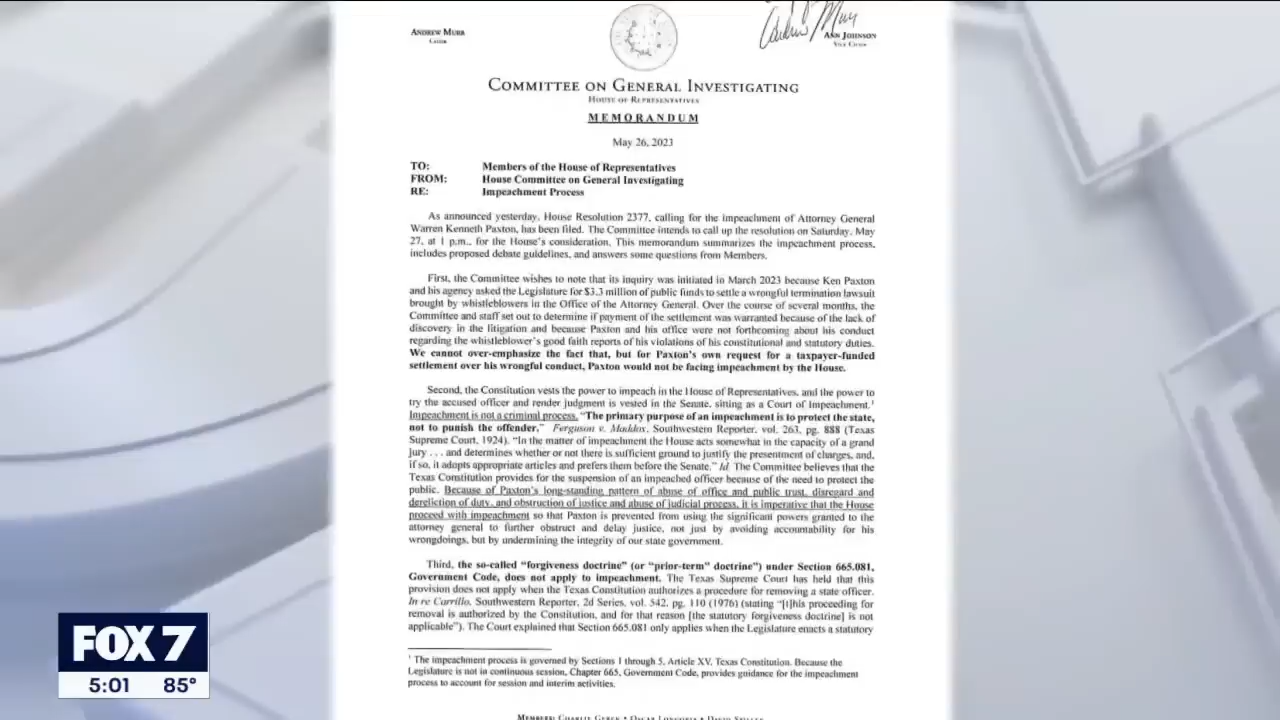 ANDREW MURR
CHAIR
ANN JOHNSON
VICE CHAIR
COMMITTEE ON GENERAL INVESTIGATING
HOUSE OF REPRESENTATIVES
MEMORANDUM
May 26, 2023
TO: Members of the House of Representatives
FROM: House Committee on General Investigating
RE: Impeachment Process
As announced yesterday, House Resolution 2377, calling for the impeachment of Attorney General
Warren Kenneth Paxton, has been filed. The Committee intends to call up the resolution on Saturday, May
27, at 1 p.m., for the House's consideration. This memorandum summarizes the impeachment process,
includes proposed debate guidelines, and answers some questions from Members.
First, the Committee wishes to note that its inquiry was initiated in March 2023 because Ken Paxton
and his agency asked the Legislature for $3.3 million of public funds to settle a wrongful termination lawsuit
brought by whistleblowers in the Office of the Attorney General. Over the course of several months, the
Committee and staff set out to determine if payment of the settlement was warranted because of the lack of
discovery in the litigation and because Paxton and his office were not forthcoming about his conduct
regarding the whistleblower's good faith reports of his violations of his constitutional and statutory duties.
We cannot over-emphasize the fact that, but for Paxton's own request for a taxpayer-funded
settlement over his wrongful conduct, Paxton would not be facing impeachment by the House.
Second, the Constitution vests the power to impeach in the House of Representatives, and the power to
try the accused officer and render judgment is vested in the Senate, sitting as a Court of Impeachment.¹
Impeachment is not a criminal process. "The primary purpose of an impeachment is to protect the state,
not to punish the offender." Ferguson v. Maddox, Southwestern Reporter, vol. 263, pg. 888 (Texas
Supreme Court, 1924). "In the matter of impeachment the House acts somewhat in the capacity of a grand
jury . . . and determines whether or not there is sufficient ground to justify the presentment of charges, and,
if so, it adopts appropriate articles and prefers them before the Senate." Id. The Committee believes that the
Texas Constitution provides for the suspension of an impeached officer because of the need to protect the
public. Because of Paxton's long-standing pattern of abuse of office and public trust, disregard and
dereliction of duty, and obstruction of justice and abuse of judicial process, it is imperative that the House
proceed with impeachment so that Paxton is prevented from using the significant powers granted to the
attorney general to further obstruct and delay justice, not just by avoiding accountability for his
wrongdoings, but by undermining the integrity of our state government.
Third, the so-called "forgiveness doctrine" (or "prior-term" doctrine") under Section 665.081,
Government Code, does not apply to impeachment. The Texas Supreme Court has held that this
provision does not apply when the Texas Constitution authorizes a procedure for removing a state officer.
In re Carrillo, Southwestern Reporter, 2d Series, vol. 542, pg. 110 (1976) (stating "[t]his proceeding for
removal is authorized by the Constitution, and for that reason [the statutory forgiveness doctrine] is not
applicable"). The Court explained that Section 665.081 only applies when the Legislature enacts a statutory
¹ The impeachment process is governed by Sections 1 through 5, Article XV, Texas Constitution. Because the
Legislature is not in continuous session, Chapter 665, Government Code, provides guidance for the impeachment
process to account for session and interim activities.
MEMBERS: CHARLIE GEREN • OSCAR LONGORIA • DAVID SPILLER
FOX 7
5:01 85°